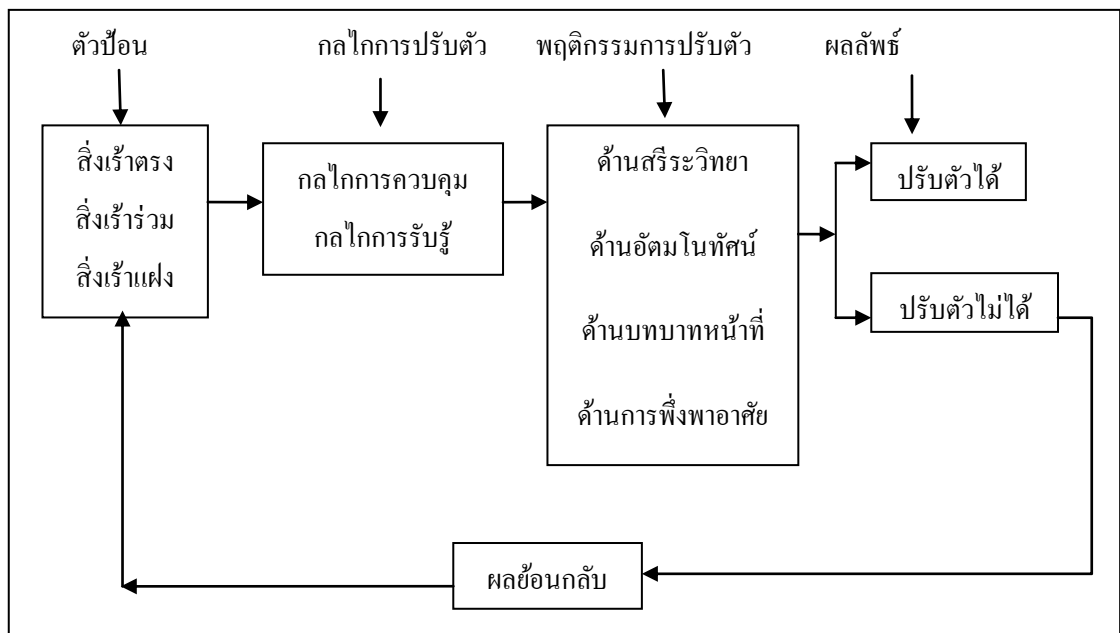 ตัวป้อน
กลไกการปรับตัว
พฤติกรรมการปรับตัว
ผลลัพธ์
สิ่งเร้าตรง
สิ่งเร้าร่วม
สิ่งเร้าแฝง
กลไกการควบคุม
กลไกการรับรู้
ด้านสรีระวิทยา
ด้านอัตมโนทัศน์
ด้านบทบาทหน้าที่
ด้านการพึ่งพาอาศัย
ปรับตัวได้
ปรับตัวไม่ได้
ผลย้อนกลับ